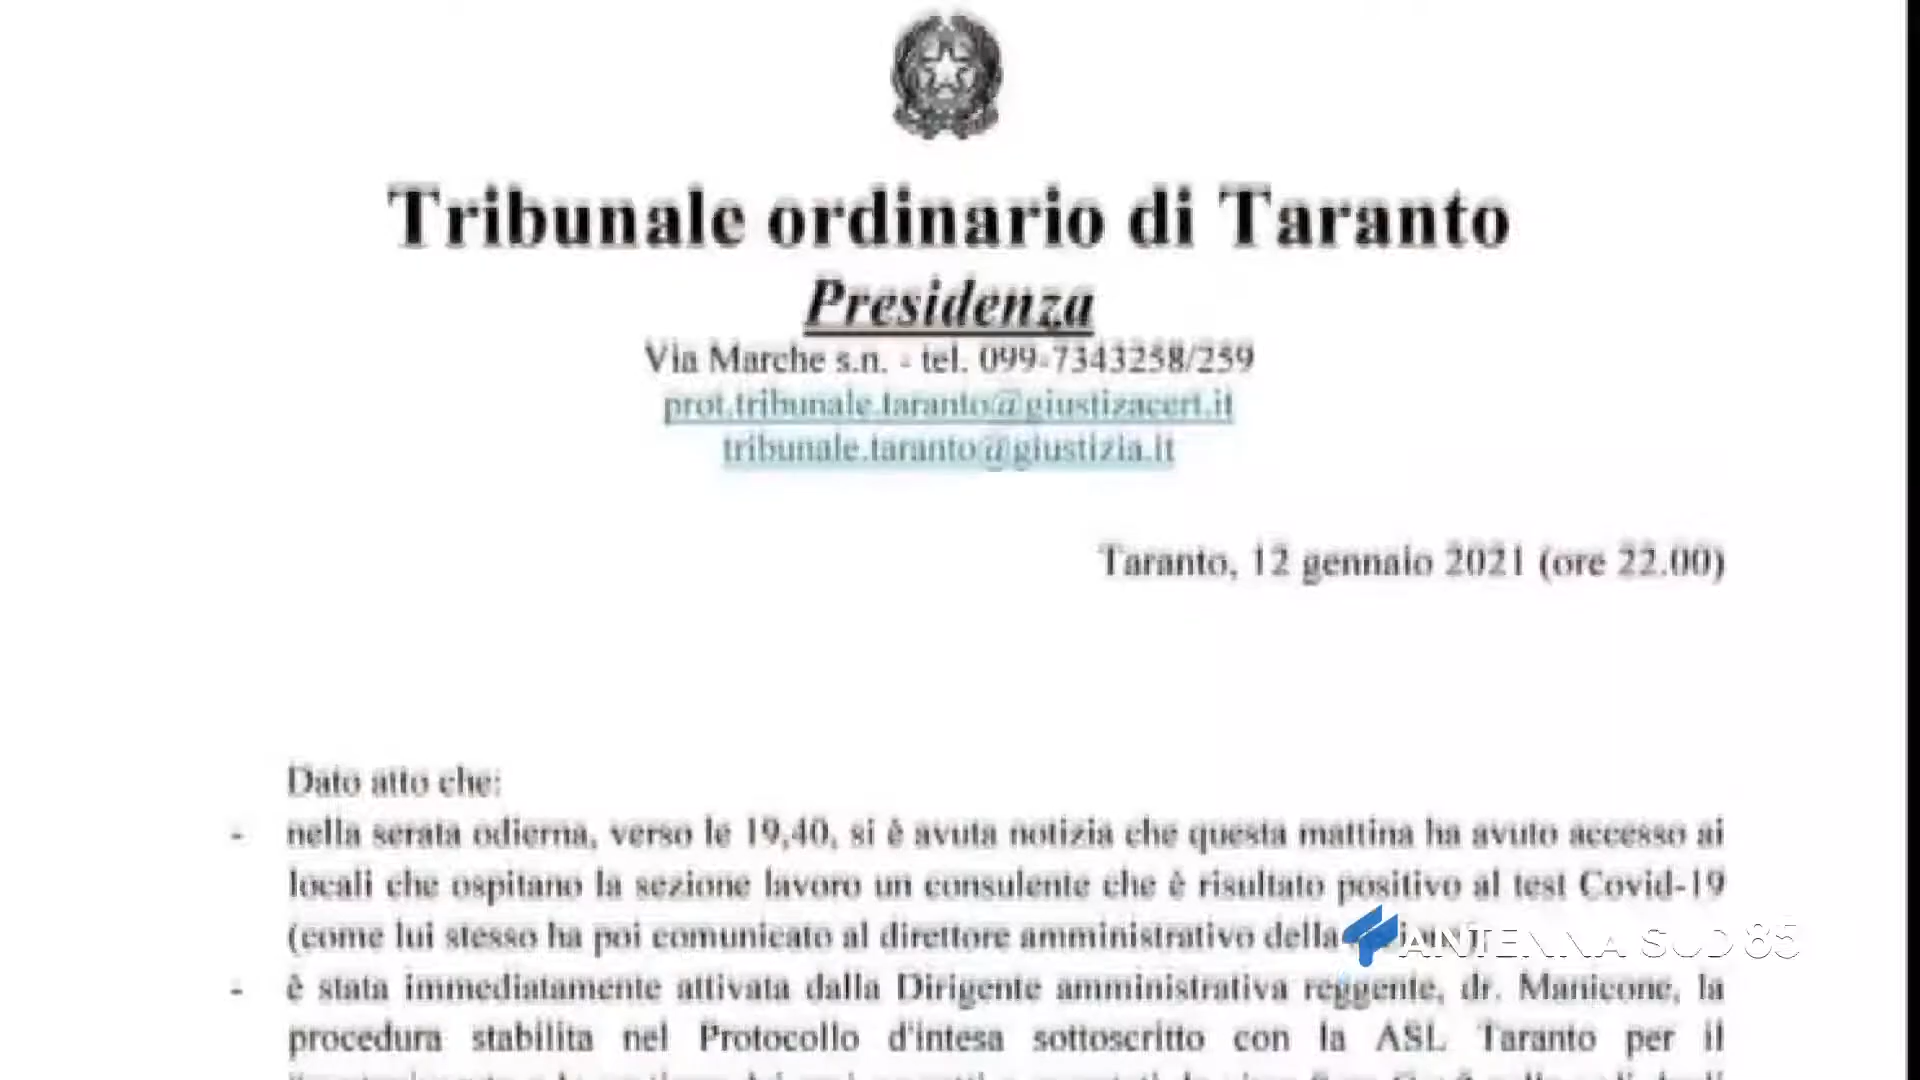 Tribunale ordinario di Taranto
Presidenza
Via Marche s.n. - tel. 099-7343258/259
prot.tribunale.taranto@giustizacert.it
tribunale.taranto@giustizia.it
Taranto, 12 gennaio 2021 (ore 22.00)
Dato atto che:
- nella serata odierna, verso le 19,40, si è avuta notizia che questa mattina ha avuto accesso ai
locali che ospitano la sezione lavoro un consulente che è risultato positivo al test Covid-19
(come lui stesso ha poi comunicato al direttore amministrativo della
ANTENNA SUD 85
- è stata immediatamente attivata dalla Dirigente amministrativa reggente, dr. Manicone, la
procedura stabilita nel Protocollo d'intesa sottoscritto con la ASL Taranto per il